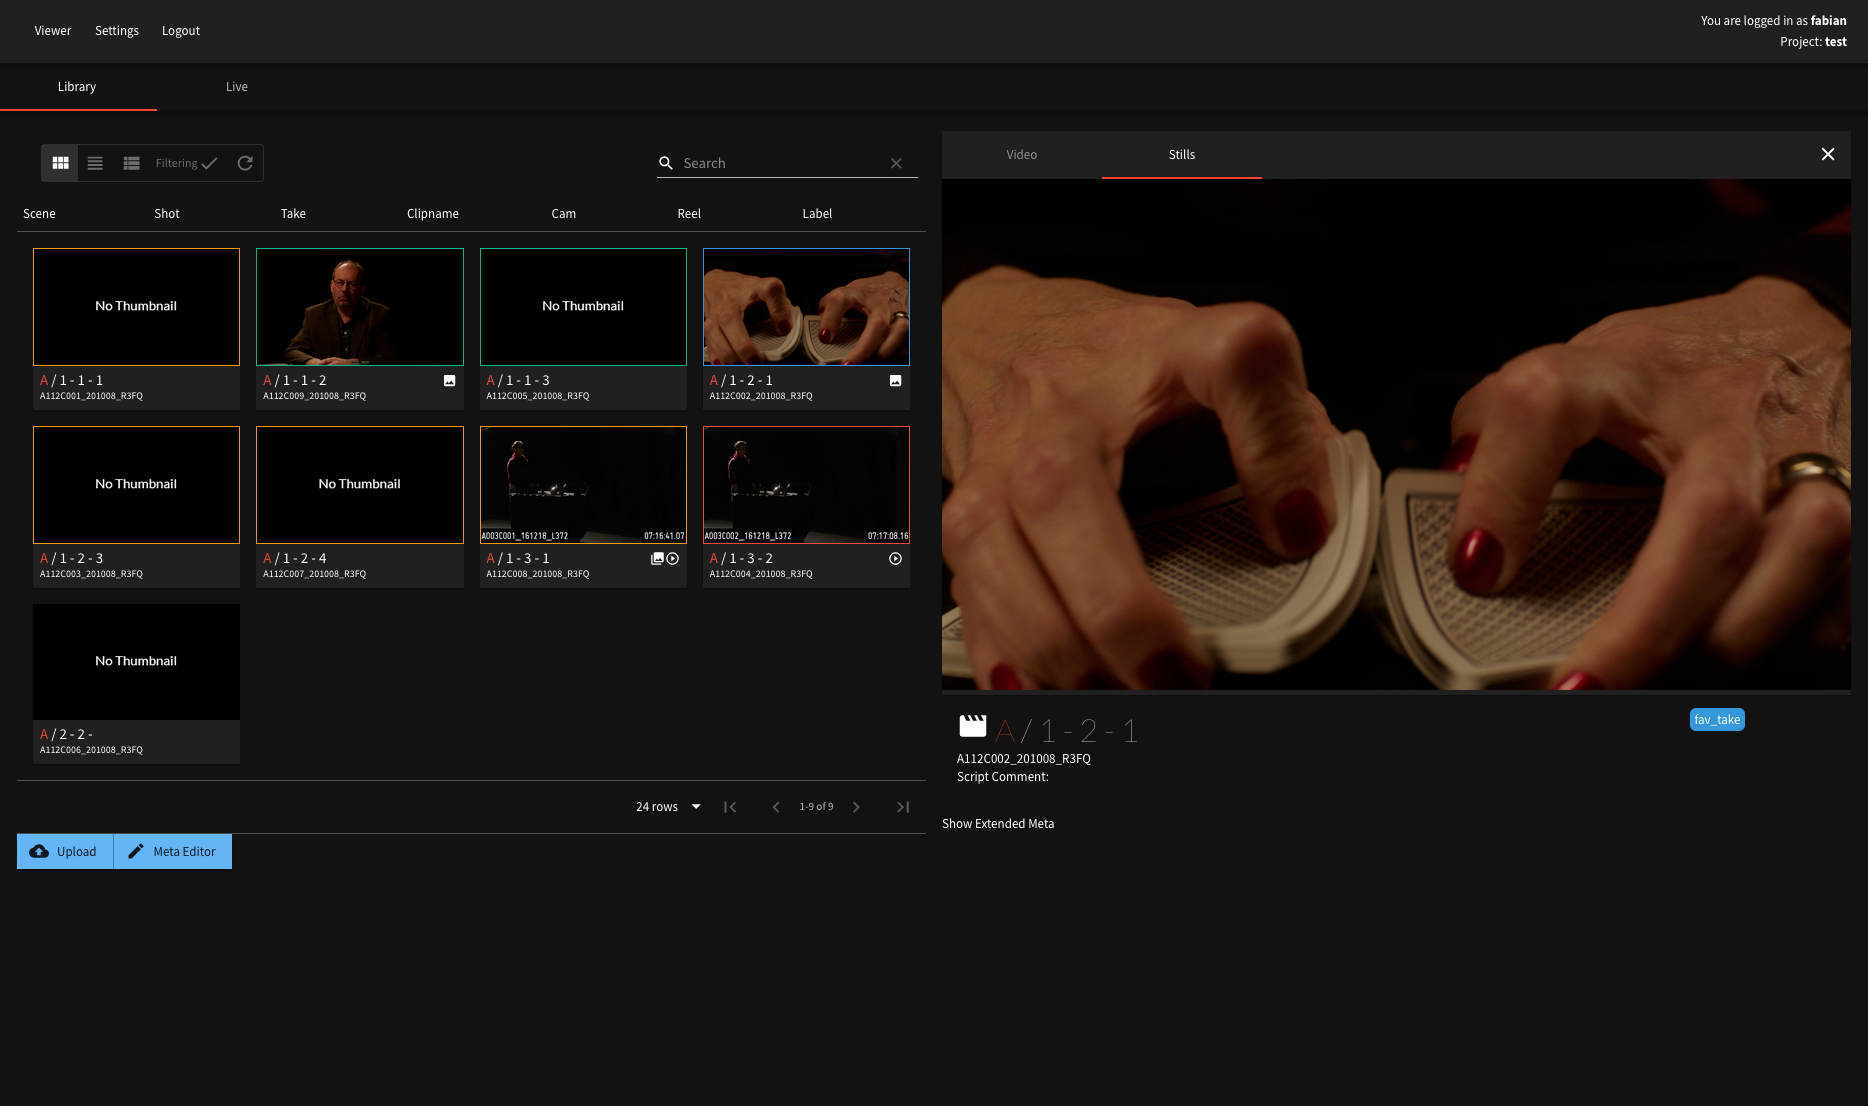 Viewer Settings Logout
You are logged in as fabian
Project: test
Library Live
Filtering
Search
Scene Shot Take Clipname Cam Reel Label
No Thumbnail
A / 1 - 1 - 1
A112C001_201008_R3FQ
A / 1 - 1 - 2
A112C009_201008_R3FQ
No Thumbnail
A / 1 - 1 - 3
A112C005_201008_R3FQ
A / 1 - 2 - 1
A112C002_201008_R3FQ
No Thumbnail
A / 1 - 2 - 3
A112C003_201008_R3FQ
No Thumbnail
A / 1 - 2 - 4
A112C007_201008_R3FQ
A003C001_161218_L372 07:16:41.07
A / 1 - 3 - 1
A112C008_201008_R3FQ
A003C002_161218_L372 07:17:08.16
A / 1 - 3 - 2
A112C004_201008_R3FQ
No Thumbnail
A / 2 - 2 -
A112C006_201008_R3FQ
24 rows 1-9 of 9
Upload Meta Editor
Video Stills
A / 1 - 2 - 1
fav_take
A112C002_201008_R3FQ
Script Comment:
Show Extended Meta